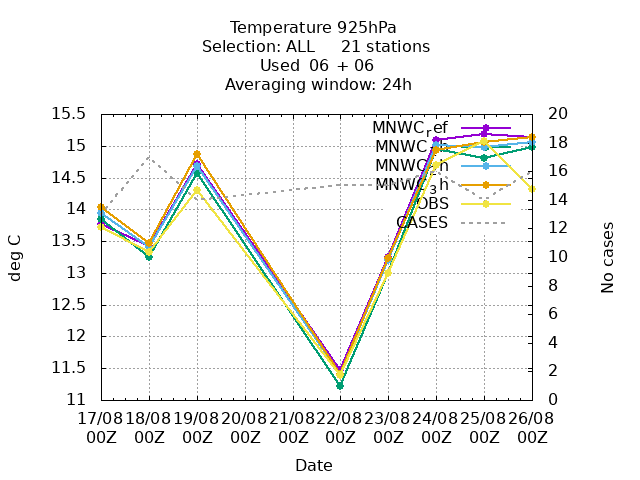 Temperature 925hPa
Selection: ALL 21 stations
Used 06 + 06
Averaging window: 24h
15.5
15
14.5
14
13.5
13
12.5
12
11.5
11
deg C
20
18
16
14
12
10
8
6
4
2
0
No cases
MNWC_ref
MNWC
MNWC
MNWC_3h
OBS
CASES
17/08 00Z
18/08 00Z
19/08 00Z
20/08 00Z
21/08 00Z
22/08 00Z
23/08 00Z
24/08 00Z
25/08 00Z
26/08 00Z
Date